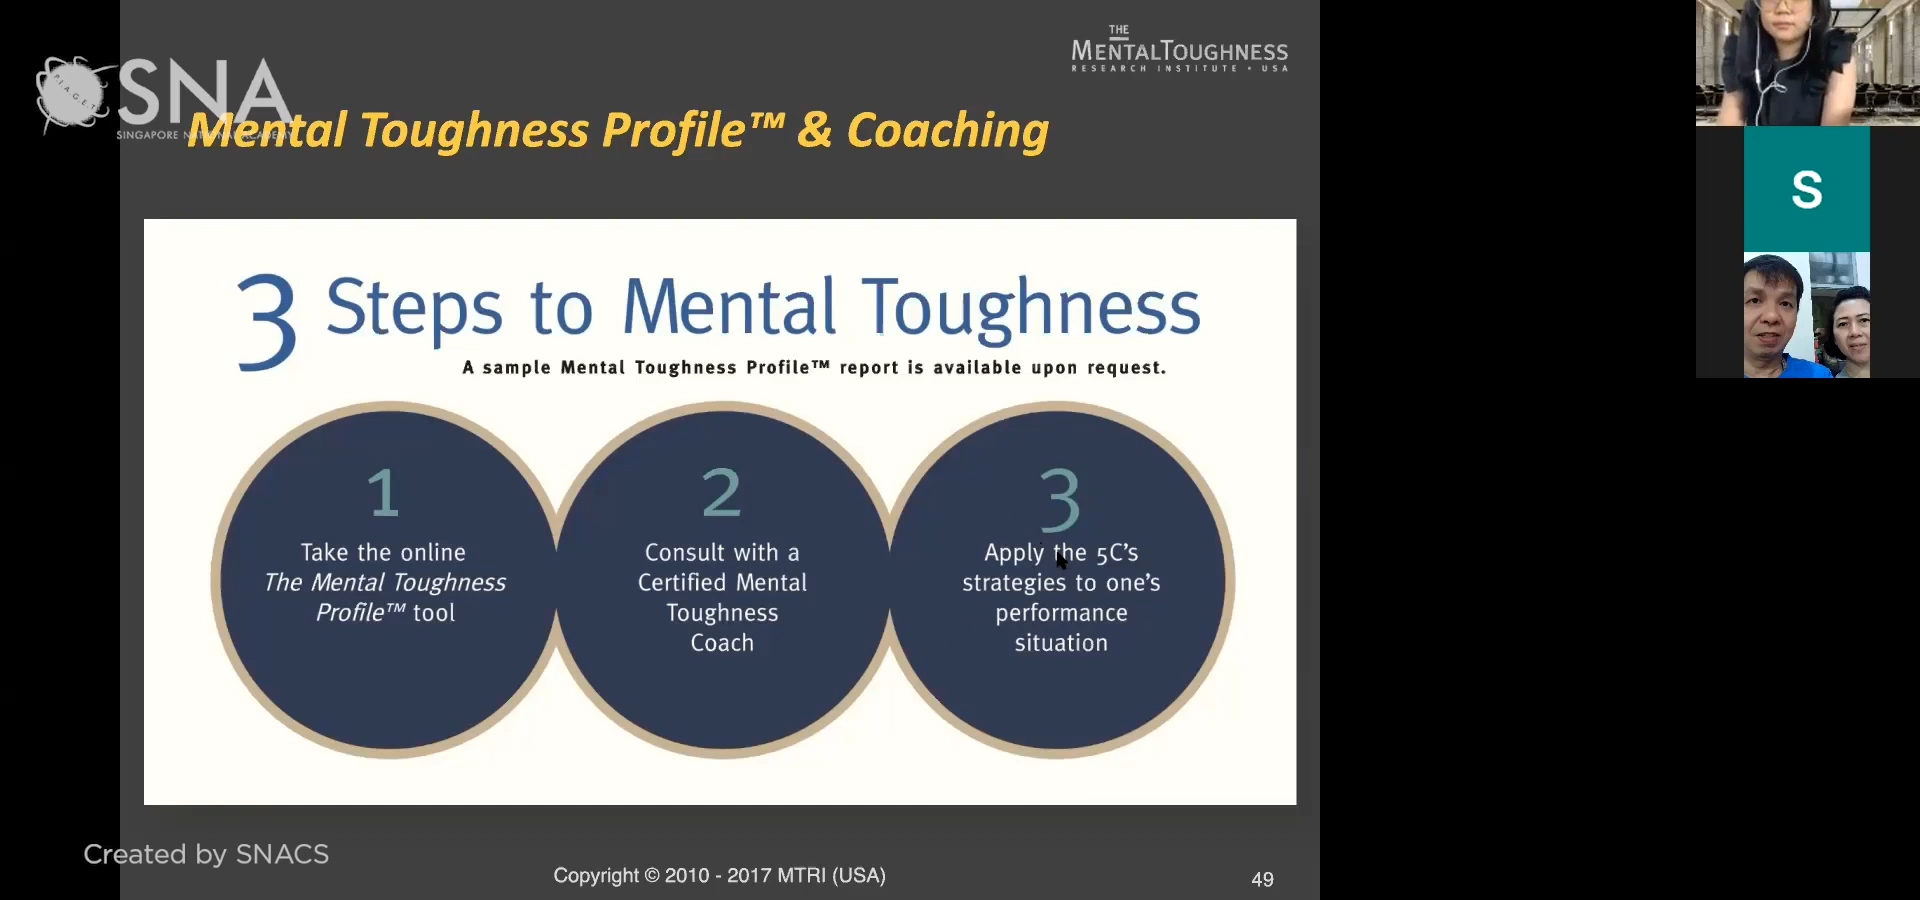 THE
MENTALTOUGHNESS
RESEARCH INSTITUTE • USA
PIAGET
SNA
SINGAPORE NATIONAL ACADEMY
Mental Toughness Profile™ & Coaching
S
3 Steps to Mental Toughness
A sample Mental Toughness Profile™ report is available upon request.
1
Take the online
The Mental Toughness
Profile™ tool
2
Consult with a
Certified Mental
Toughness
Coach
3
Apply the 5C's
strategies to one's
performance
situation
Created by SNACS
Copyright © 2010 - 2017 MTRI (USA)
49